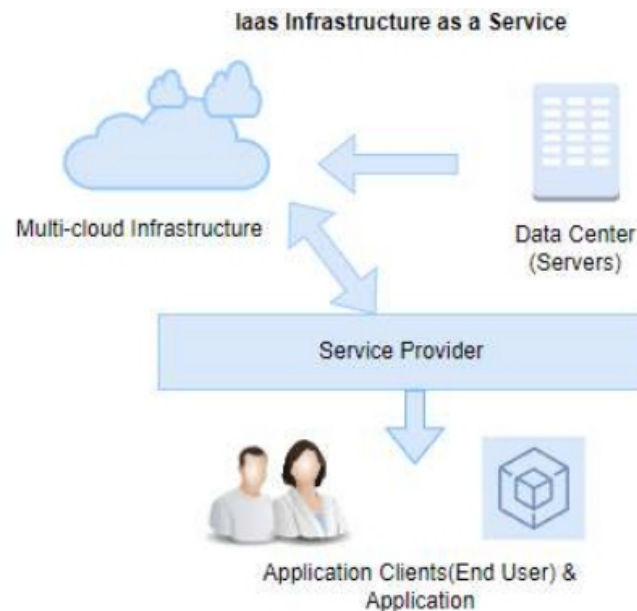 Iaas Infrastructure as a Service
Multi-cloud Infrastructure
Data Center
(Servers)
Service Provider
Application Clients(End User) &
Application